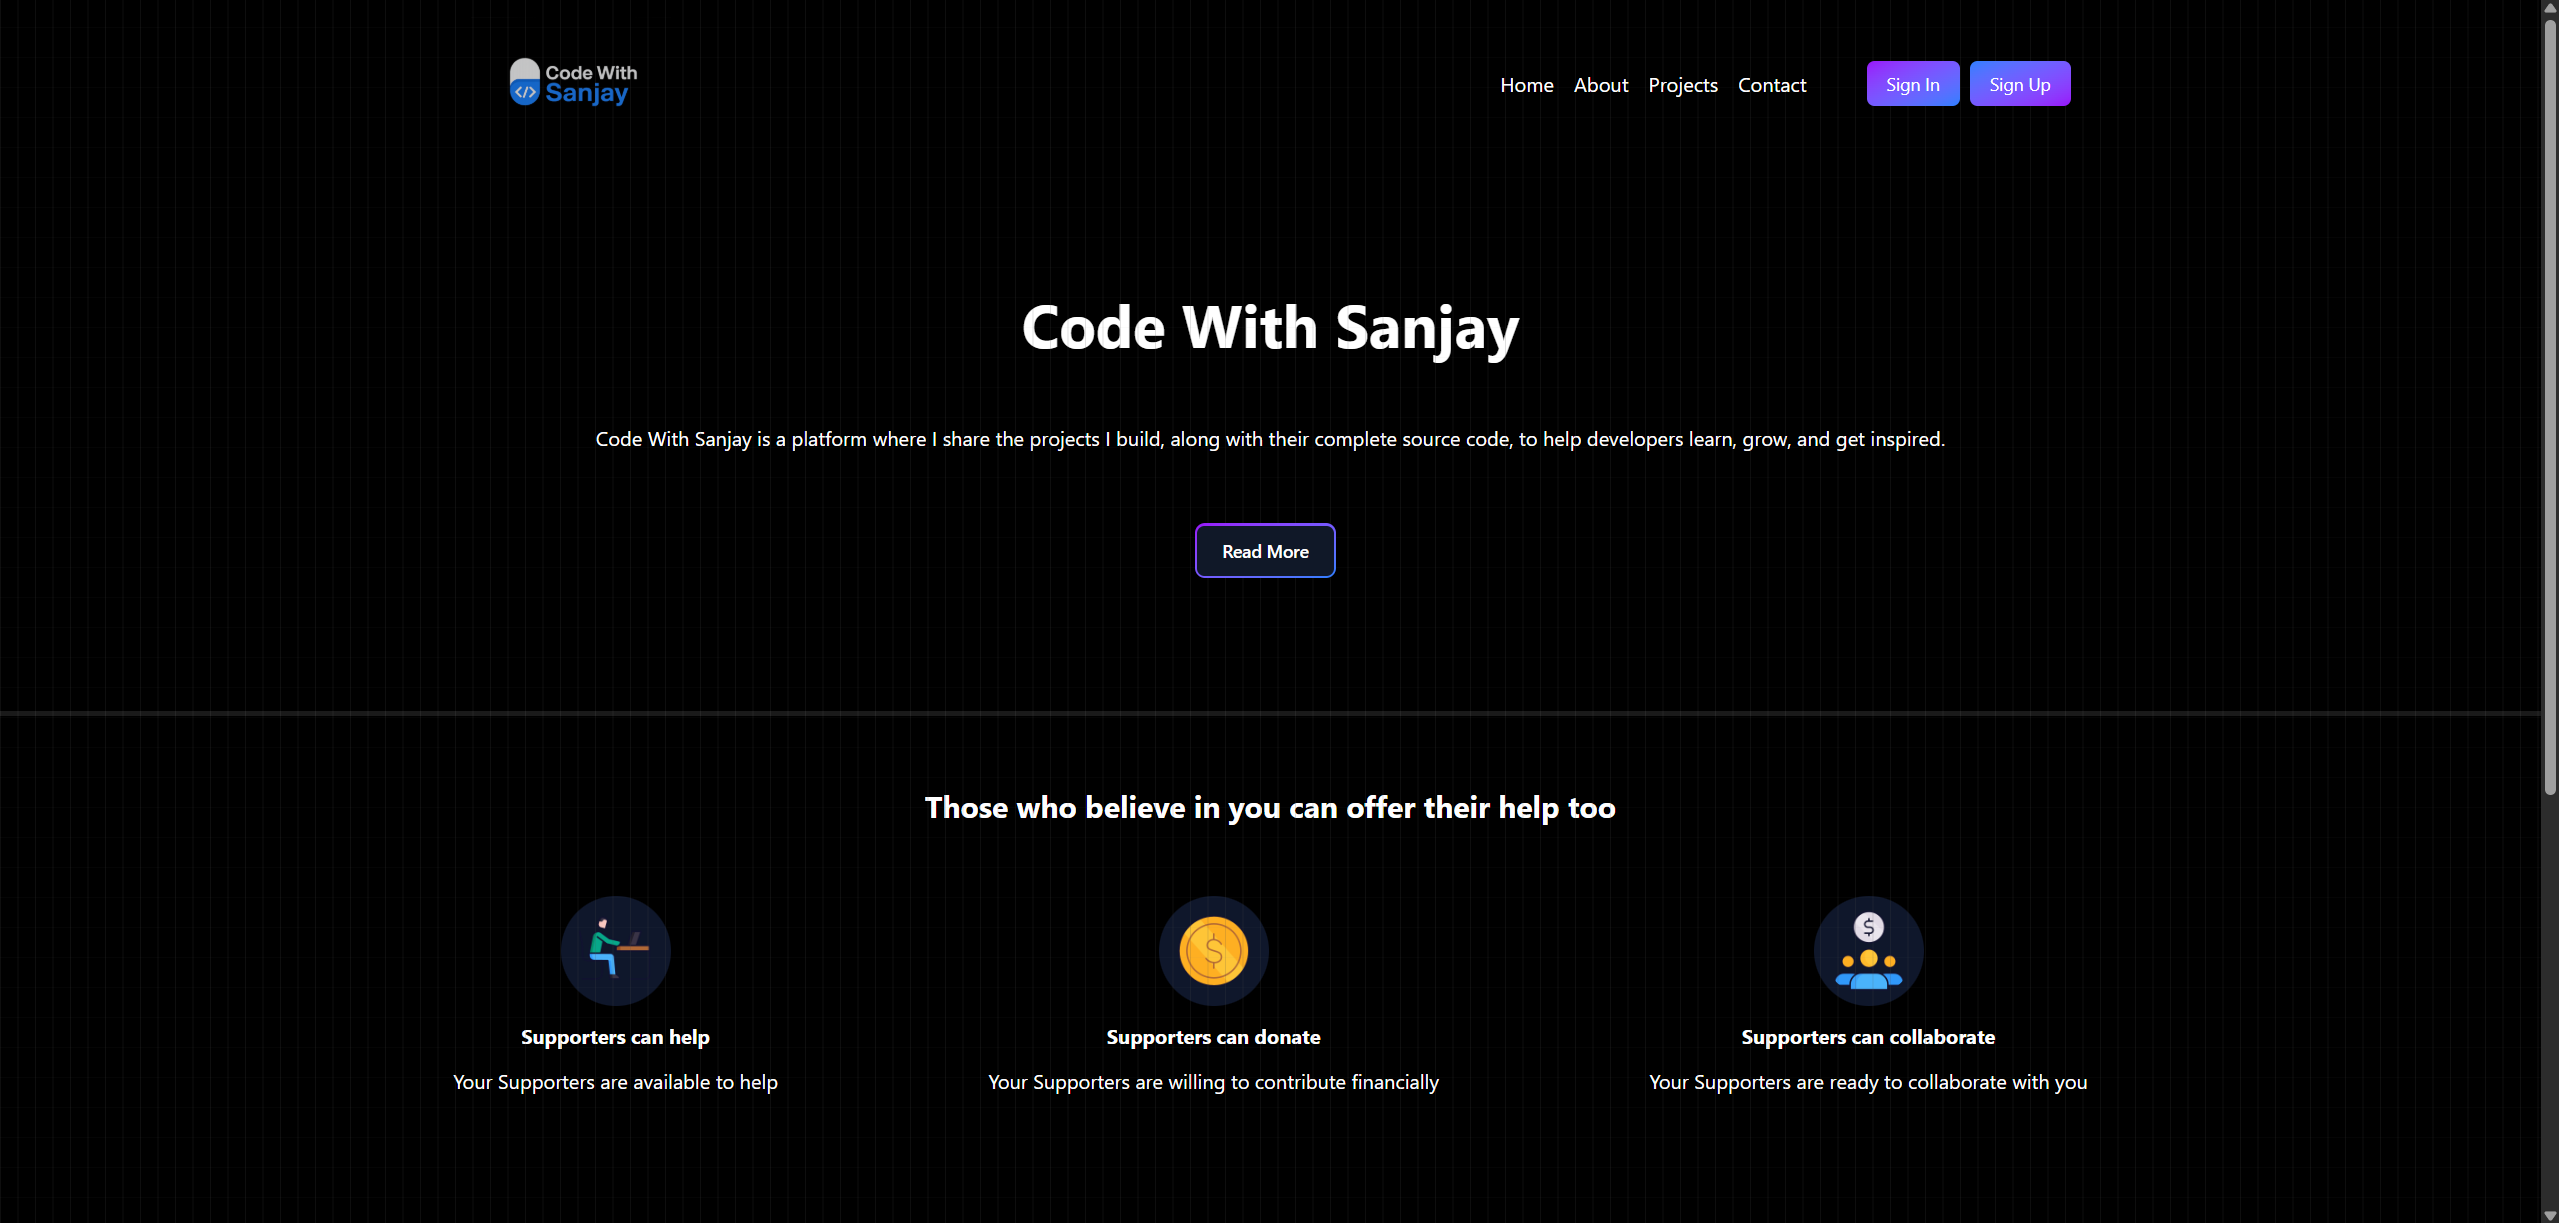 Code With
Sanjay
Home About Projects Contact Sign In Sign Up
Code With Sanjay
Code With Sanjay is a platform where I share the projects I build, along with their complete source code, to help developers learn, grow, and get inspired.
Read More
Those who believe in you can offer their help too
Supporters can help
Your Supporters are available to help
Supporters can donate
Your Supporters are willing to contribute financially
Supporters can collaborate
Your Supporters are ready to collaborate with you